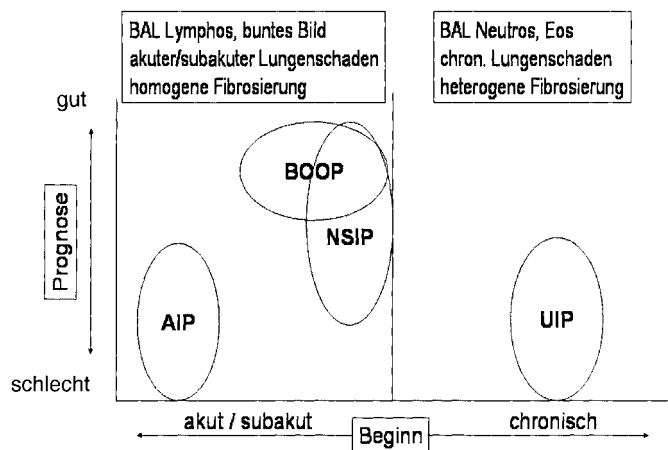 BAL Lymphos, buntes Bild
akuter/subakuter Lungenschaden
homogene Fibrosierung
BAL Neutros, Eos
chron. Lungenschaden
heterogene Fibrosierung
gut
Prognose
schlecht
BOOP
NSIP
AIP
UIP
akut / subakut
chronisch
Beginn